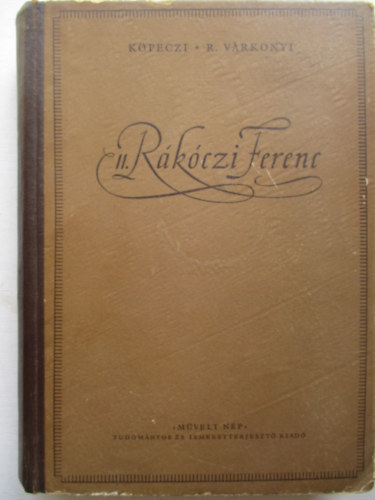 KÖPECZI • R. VÁRKONYI
II. Rákóczi Ferenc
•MŰVELT NÉP•
TUDOMÁNYOS ÉS ISMERETTERJESZTŐ KIADÓ